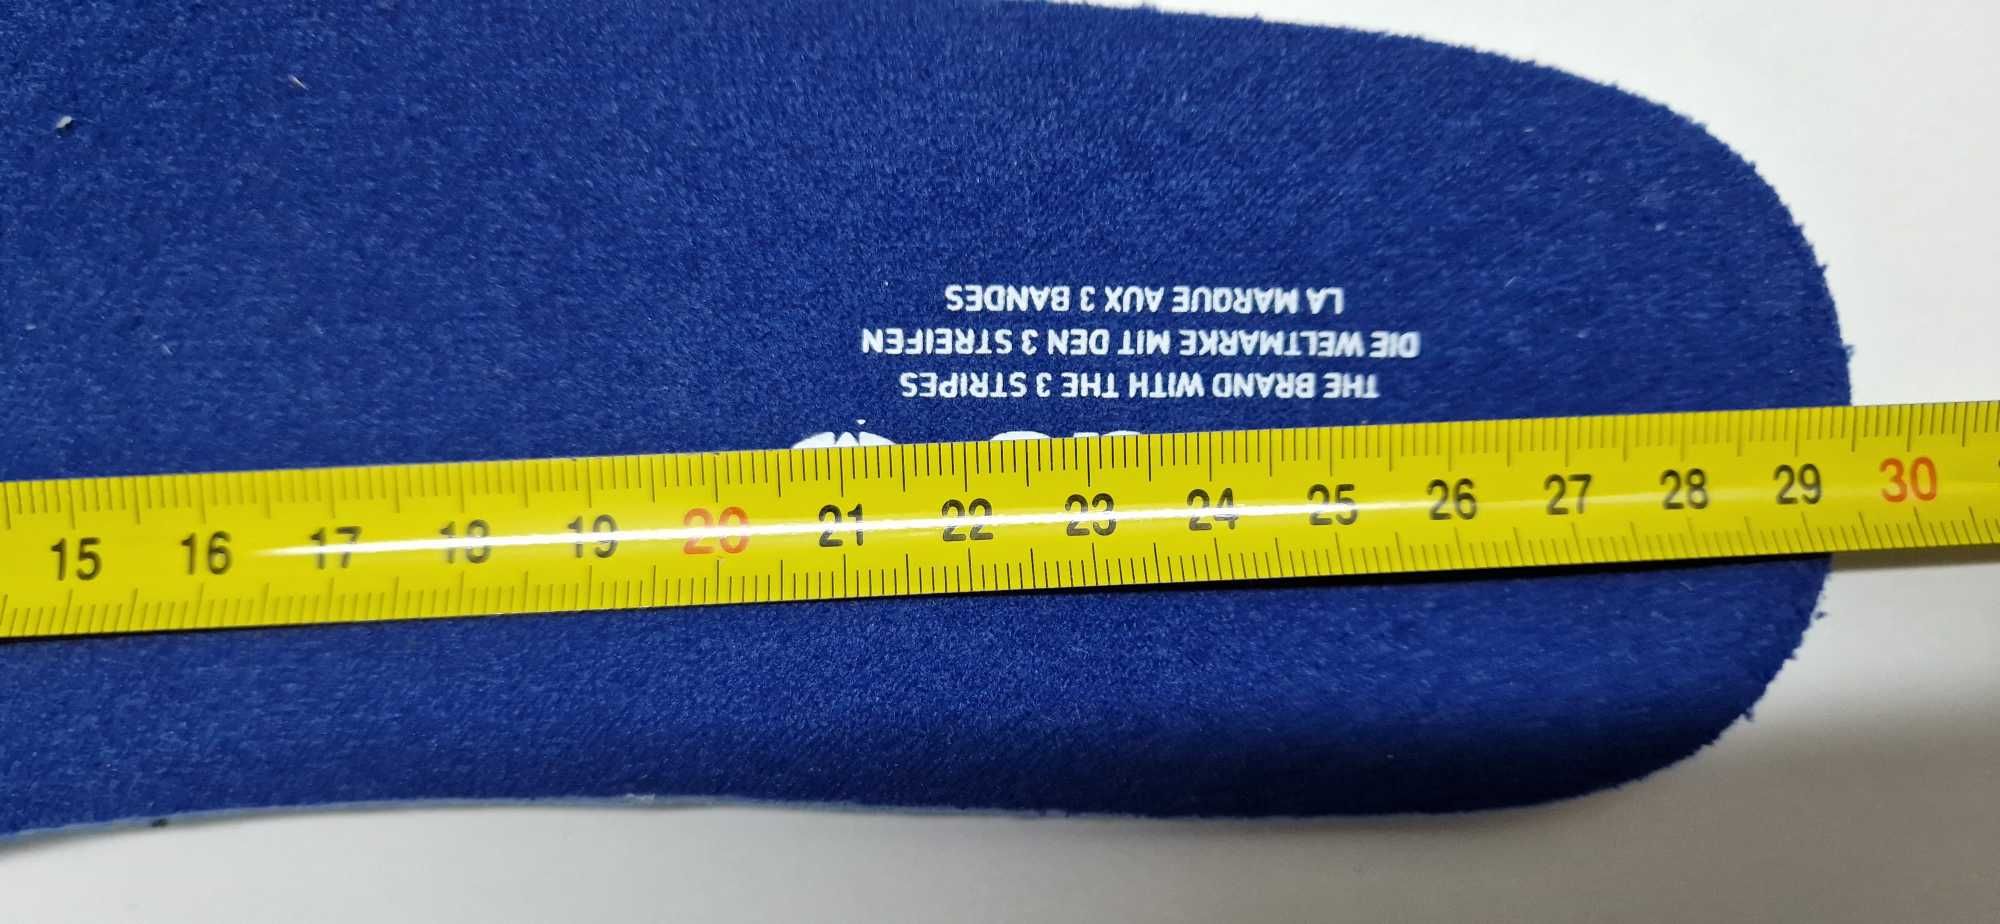 THE BRAND WITH THE 3 STRIPES
DIE WELTMARKE MIT DEN 3 STREIFEN
LA MARQUE AUX 3 BANDES
15 16 17 18 19 20 21 22 23 24 25 26 27 28 29 30